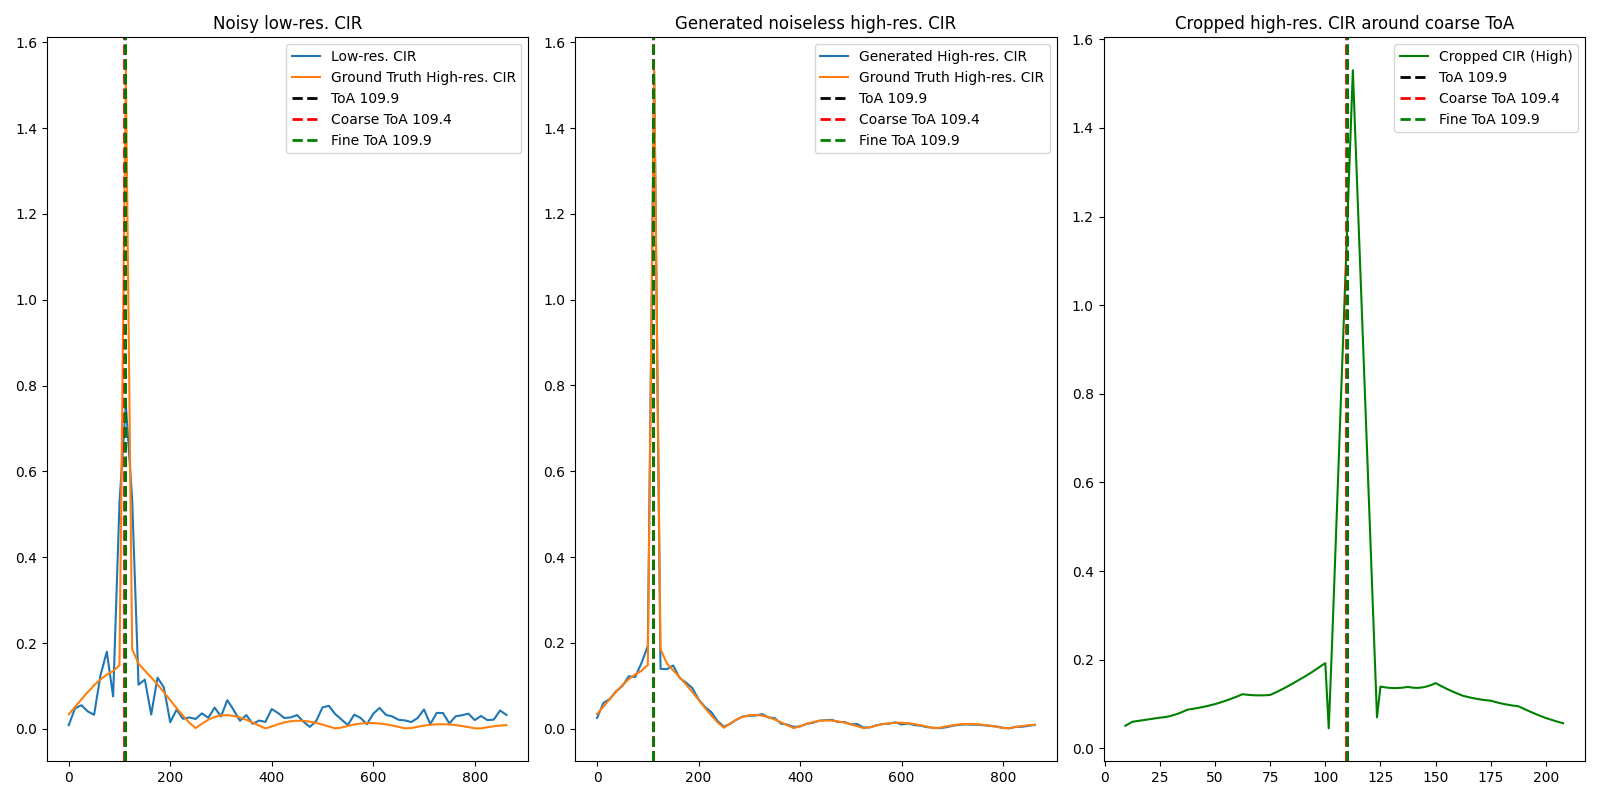 Noisy low-res. CIR
Low-res. CIR
Ground Truth High-res. CIR
ToA 109.9
Coarse ToA 109.4
Fine ToA 109.9
1.6
1.4
1.2
1.0
0.8
0.6
0.4
0.2
0.0
0 200 400 600 800
Generated noiseless high-res. CIR
Generated High-res. CIR
Ground Truth High-res. CIR
ToA 109.9
Coarse ToA 109.4
Fine ToA 109.9
1.6
1.4
1.2
1.0
0.8
0.6
0.4
0.2
0.0
0 200 400 600 800
Cropped high-res. CIR around coarse ToA
Cropped CIR (High)
ToA 109.9
Coarse ToA 109.4
Fine ToA 109.9
1.6
1.4
1.2
1.0
0.8
0.6
0.4
0.2
0.0
0 25 50 75 100 125 150 175 200